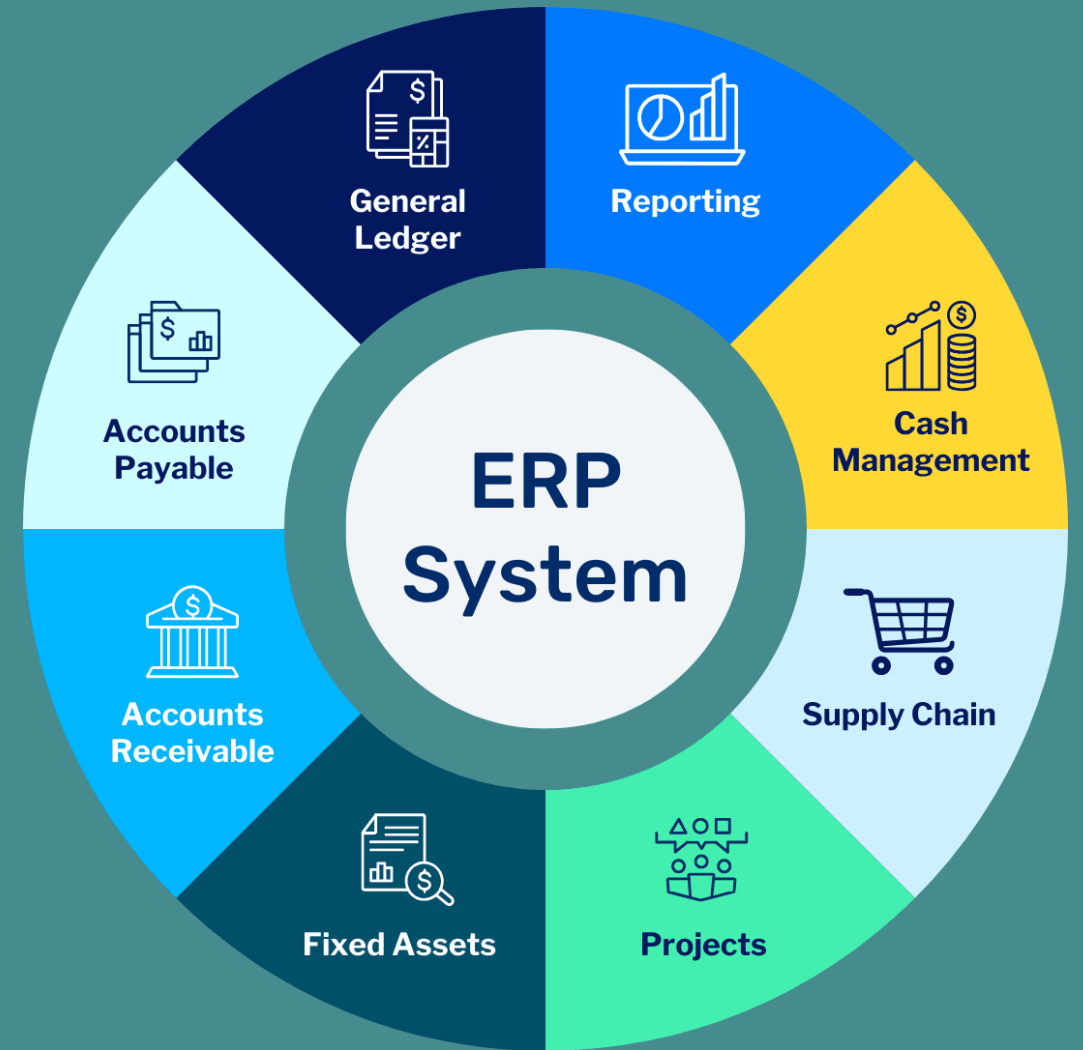 General
Ledger
Reporting
Cash
Management
Supply Chain
Projects
Fixed Assets
Accounts
Receivable
Accounts
Payable
ERP
System
$
%
$
$
$
$